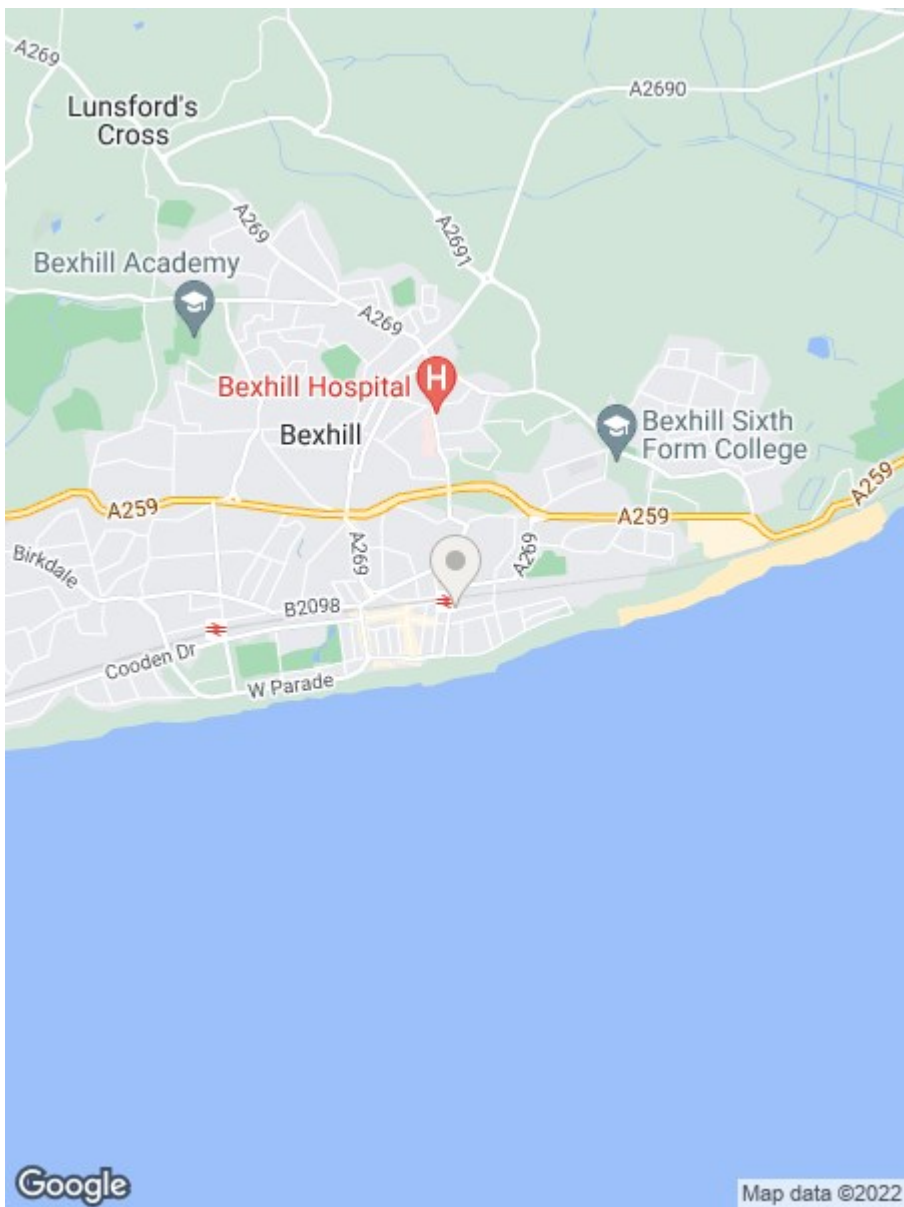 A269
A2690
Lunsford's
Cross
A269
A2691
Bexhill Academy
A269
H
Bexhill Hospital
Bexhill
Bexhill Sixth
Form College
A259
A259
A259
Birkdale
A269
A269
B2098
Cooden Dr
W Parade
Google
Map data ©2022